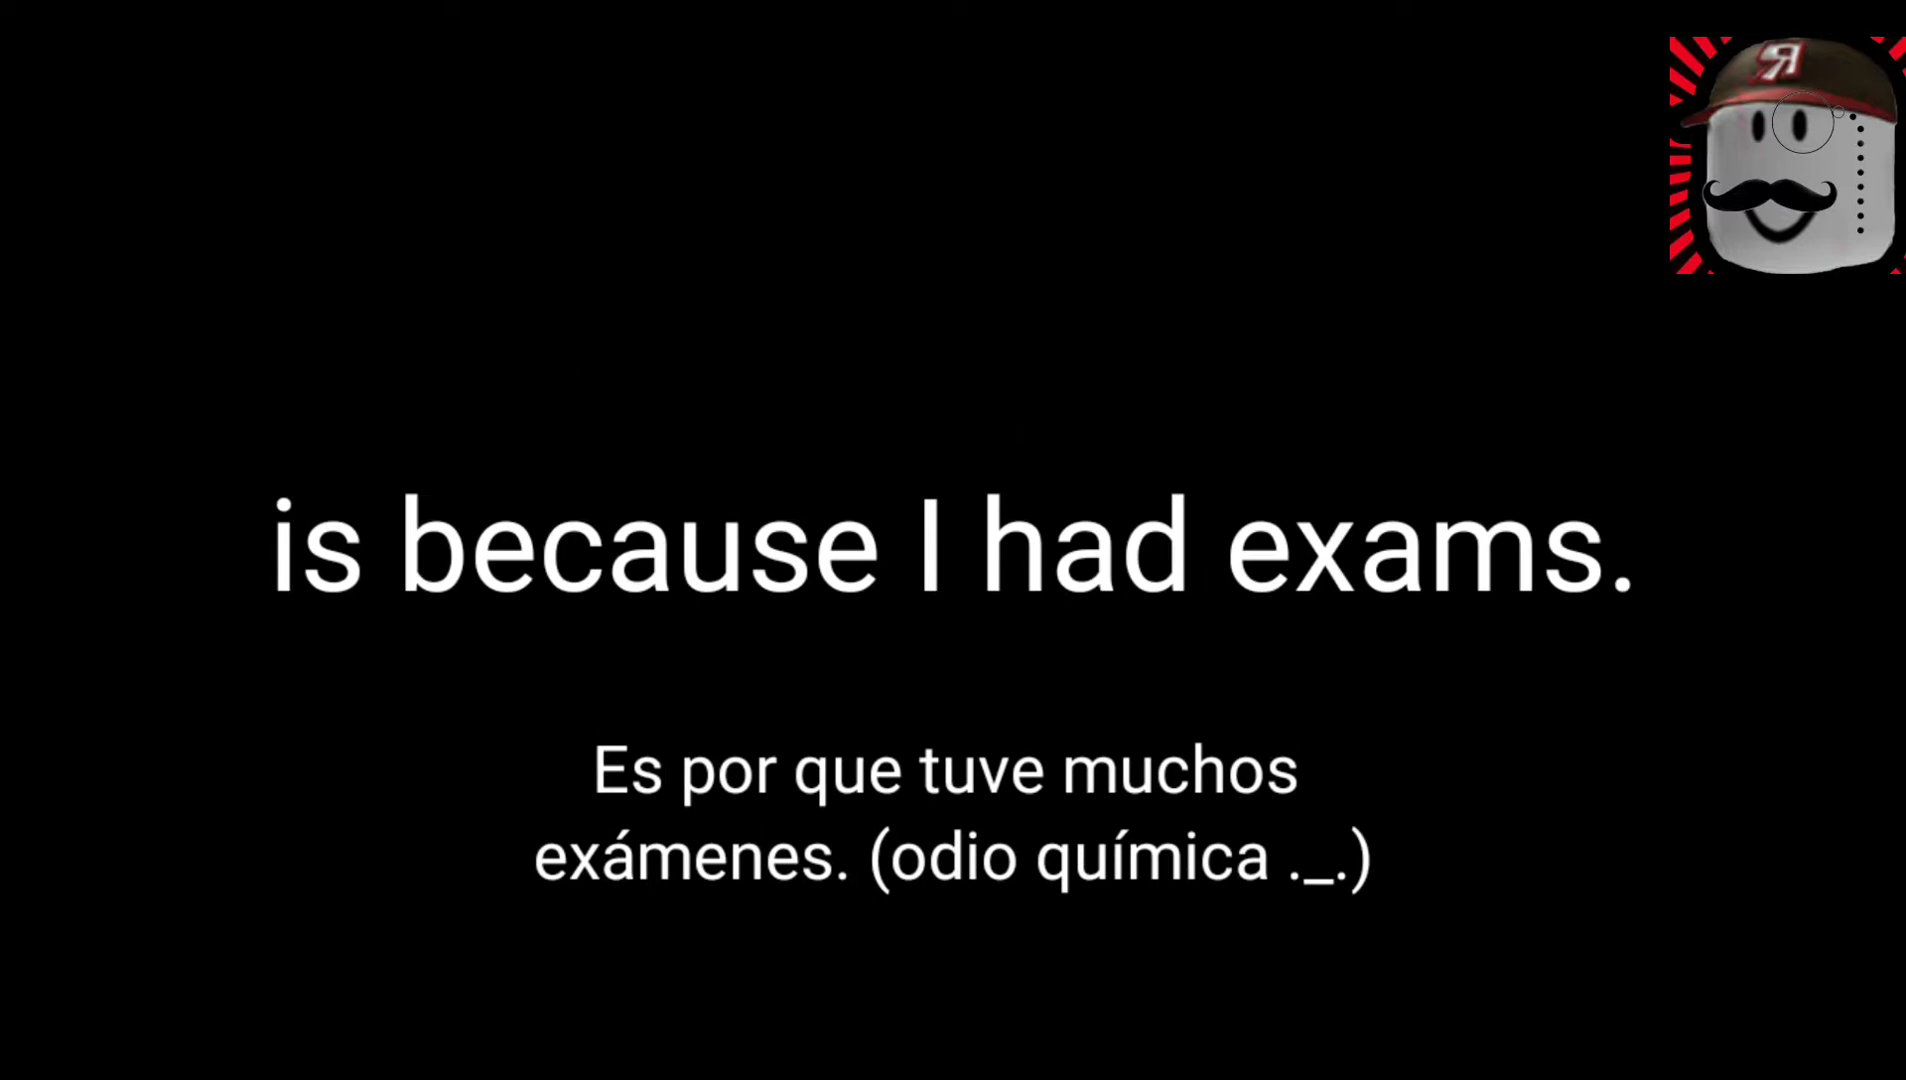 is because I had exams.
Es por que tuve muchos
exámenes. (odio química ._.)